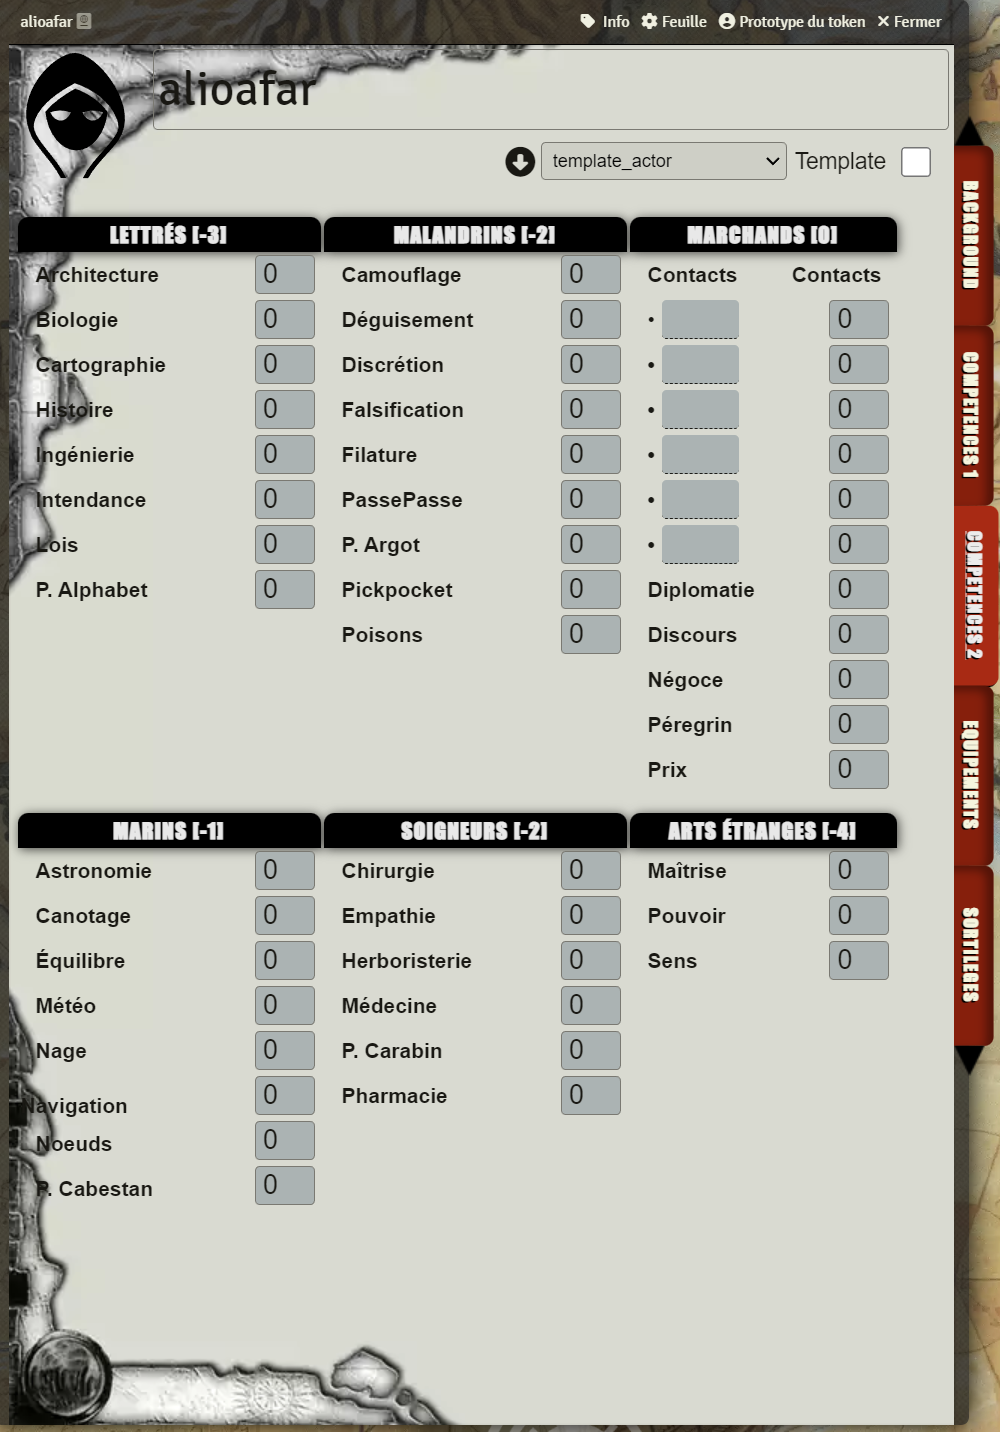 alioafar Info Feuille Prototype du token Fermer
alioafar
template_actor Template
LETTRÉS [-3] MALANDRINS [-2] MARCHANDS [0]
Architecture 0 Camouflage 0 Contacts Contacts
Biologie 0 Déguisement 0 • 0
Cartographie 0 Discrétion 0 • 0
Histoire 0 Falsification 0 • 0
Ingénierie 0 Filature 0 • 0
Intendance 0 PassePasse 0 • 0
Lois 0 P. Argot 0 • 0
P. Alphabet 0 Pickpocket 0 Diplomatie 0
Poisons 0 Discours 0
Négoce 0
Péregrin 0
Prix 0
MARINS [-1] SOIGNEURS [-2] ARTS ÉTRANGES [-4]
Astronomie 0 Chirurgie 0 Maîtrise 0
Canotage 0 Empathie 0 Pouvoir 0
Équilibre 0 Herboristerie 0 Sens 0
Météo 0 Médecine 0
Nage 0 P. Carabin 0
Navigation 0 Pharmacie 0
Noeuds 0
P. Cabestan 0
BACKGROUND
COMPETENCES 1
COMPETENCES 2
EQUIPEMENTS
SORTILEGES